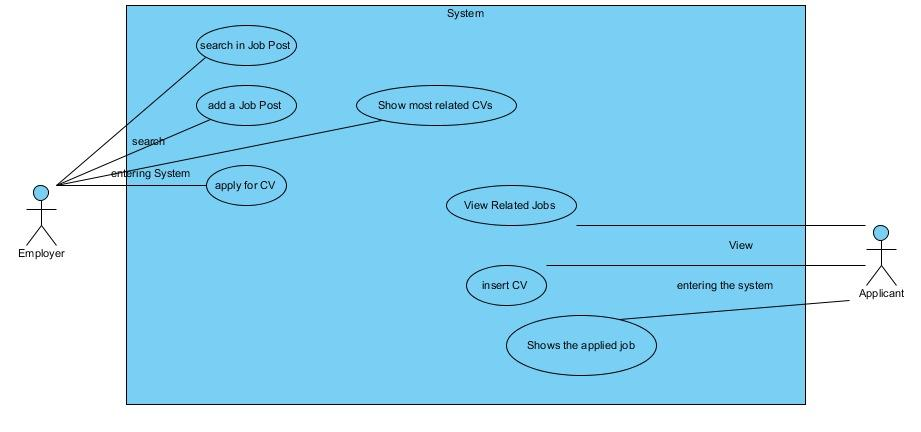 System
search in Job Post
add a Job Post
Show most related CVs
search
entering System
apply for CV
Employer
View Related Jobs
View
insert CV
entering the system
Applicant
Shows the applied job